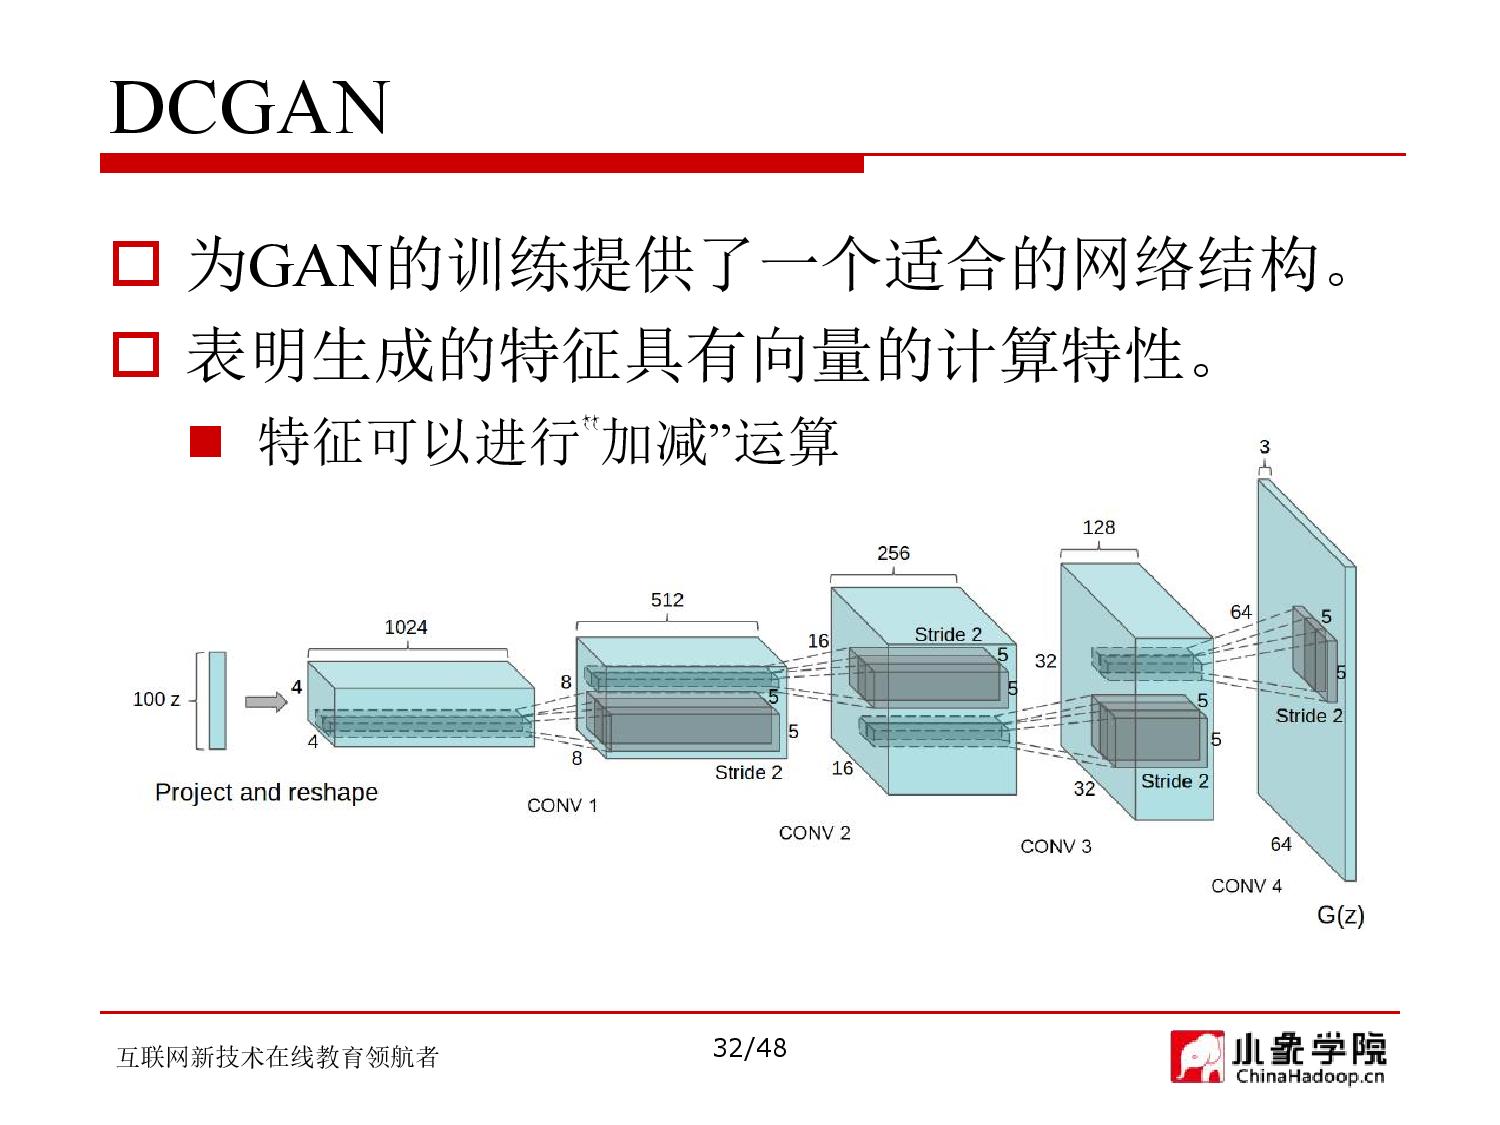 DCGAN
为GAN的训练提供了一个适合的网络结构。
表明生成的特征具有向量的计算特性。
特征可以进行“加减”运算
3
128
256
512
1024
64
5
5
Stride 2
16
5
5
32
8
5
5
4
100 z
4
8
Stride 2
16
5
5
Stride 2
32
Stride 2
64
Project and reshape
CONV 1
CONV 2
CONV 3
CONV 4
G(z)
互联网新技术在线教育领航者
32/48
小象学院
ChinaHadoop.cn